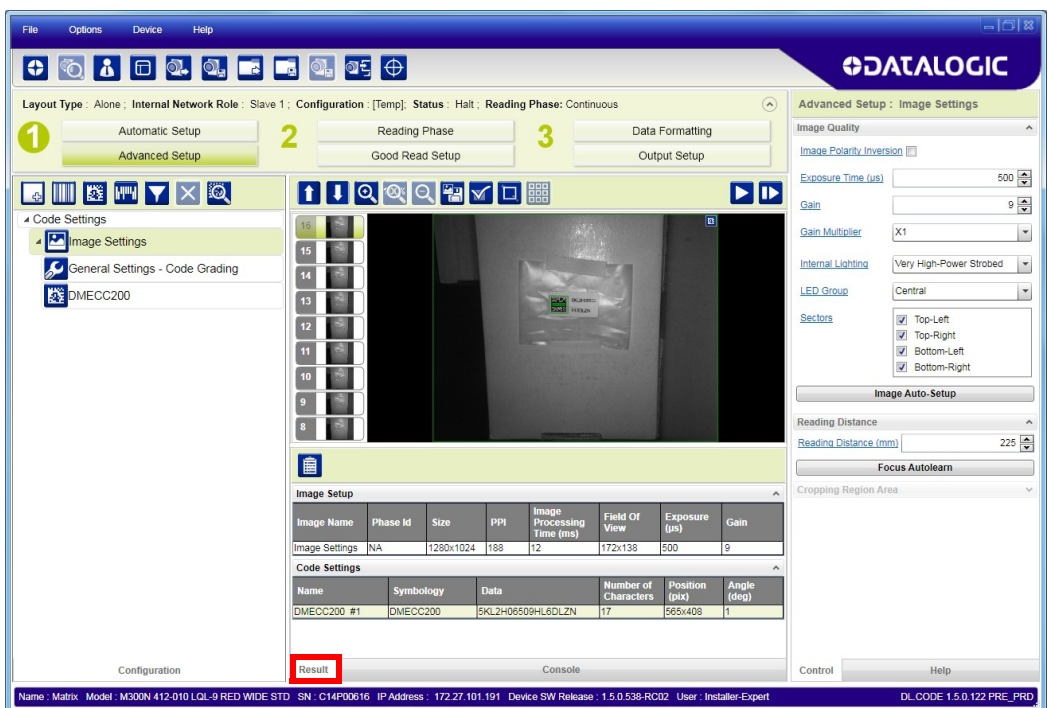 File Options Device Help
DATALOGIC
Layout Type : Alone ; Internal Network Role : Slave 1 ; Configuration : [Temp]; Status : Halt ; Reading Phase: Continuous
1 Automatic Setup 2 Reading Phase 3 Data Formatting
Advanced Setup Good Read Setup Output Setup
Code Settings
Image Settings
General Settings - Code Grading
DMECC200
Configuration
16
15
14
13
12
11
10
9
8
Image Setup
Image Name Phase Id Size PPI Image Processing Time (ms) Field Of View Exposure (µs) Gain
Image Settings NA 1280x1024 188 12 172x138 500 9
Code Settings
Name Symbology Data Number of Characters Position (pix) Angle (deg)
DMECC200 #1 DMECC200 5KL2H06509HL6DLZN 17 565x408 1
Result Console
Advanced Setup : Image Settings
Image Quality
Image Polarity Inversion
Exposure Time (µs) 500
Gain 9
Gain Multiplier X1
Internal Lighting Very High-Power Strobed
LED Group Central
Sectors Top-Left
Top-Right
Bottom-Left
Bottom-Right
Image Auto-Setup
Reading Distance
Reading Distance (mm) 225
Focus Autolearn
Cropping Region Area
Control Help
Name : Matrix Model : M300N 412-010 LQL-9 RED WIDE STD SN : C14P00616 IP Address : 172.27.101.191 Device SW Release : 1.5.0.538-RC02 User : Installer-Expert DL.CODE 1.5.0.122 PRE_PRD